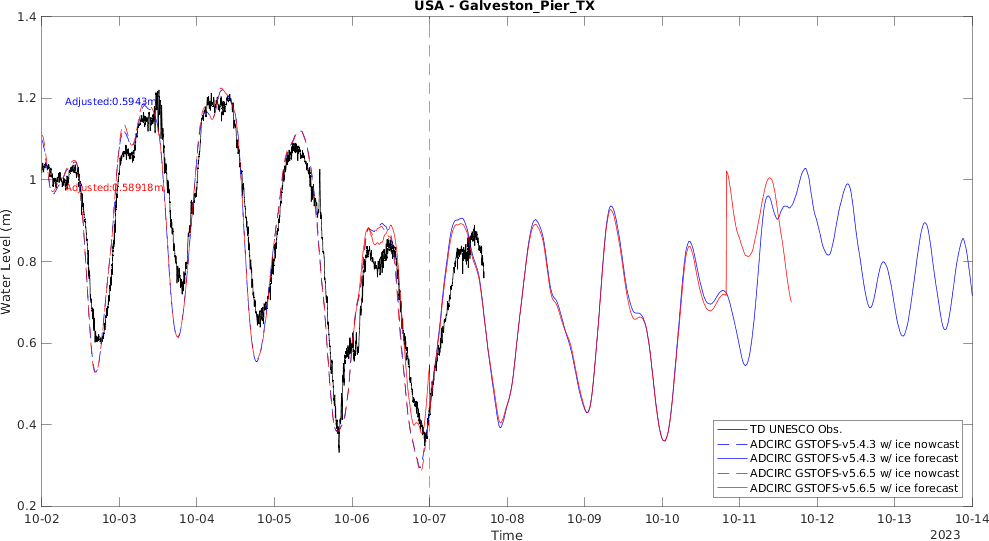 USA - Galveston_Pier_TX
1.4
1.2
1
0.8
0.6
0.4
0.2
Water Level (m)
Adjusted:0.5943m
Adjusted:0.58918m
TD UNESCO Obs.
ADCIRC GSTOFS-v5.4.3 w/ ice nowcast
ADCIRC GSTOFS-v5.4.3 w/ ice forecast
ADCIRC GSTOFS-v5.6.5 w/ ice nowcast
ADCIRC GSTOFS-v5.6.5 w/ ice forecast
10-02 10-03 10-04 10-05 10-06 10-07 10-08 10-09 10-10 10-11 10-12 10-13 10-14
Time
2023